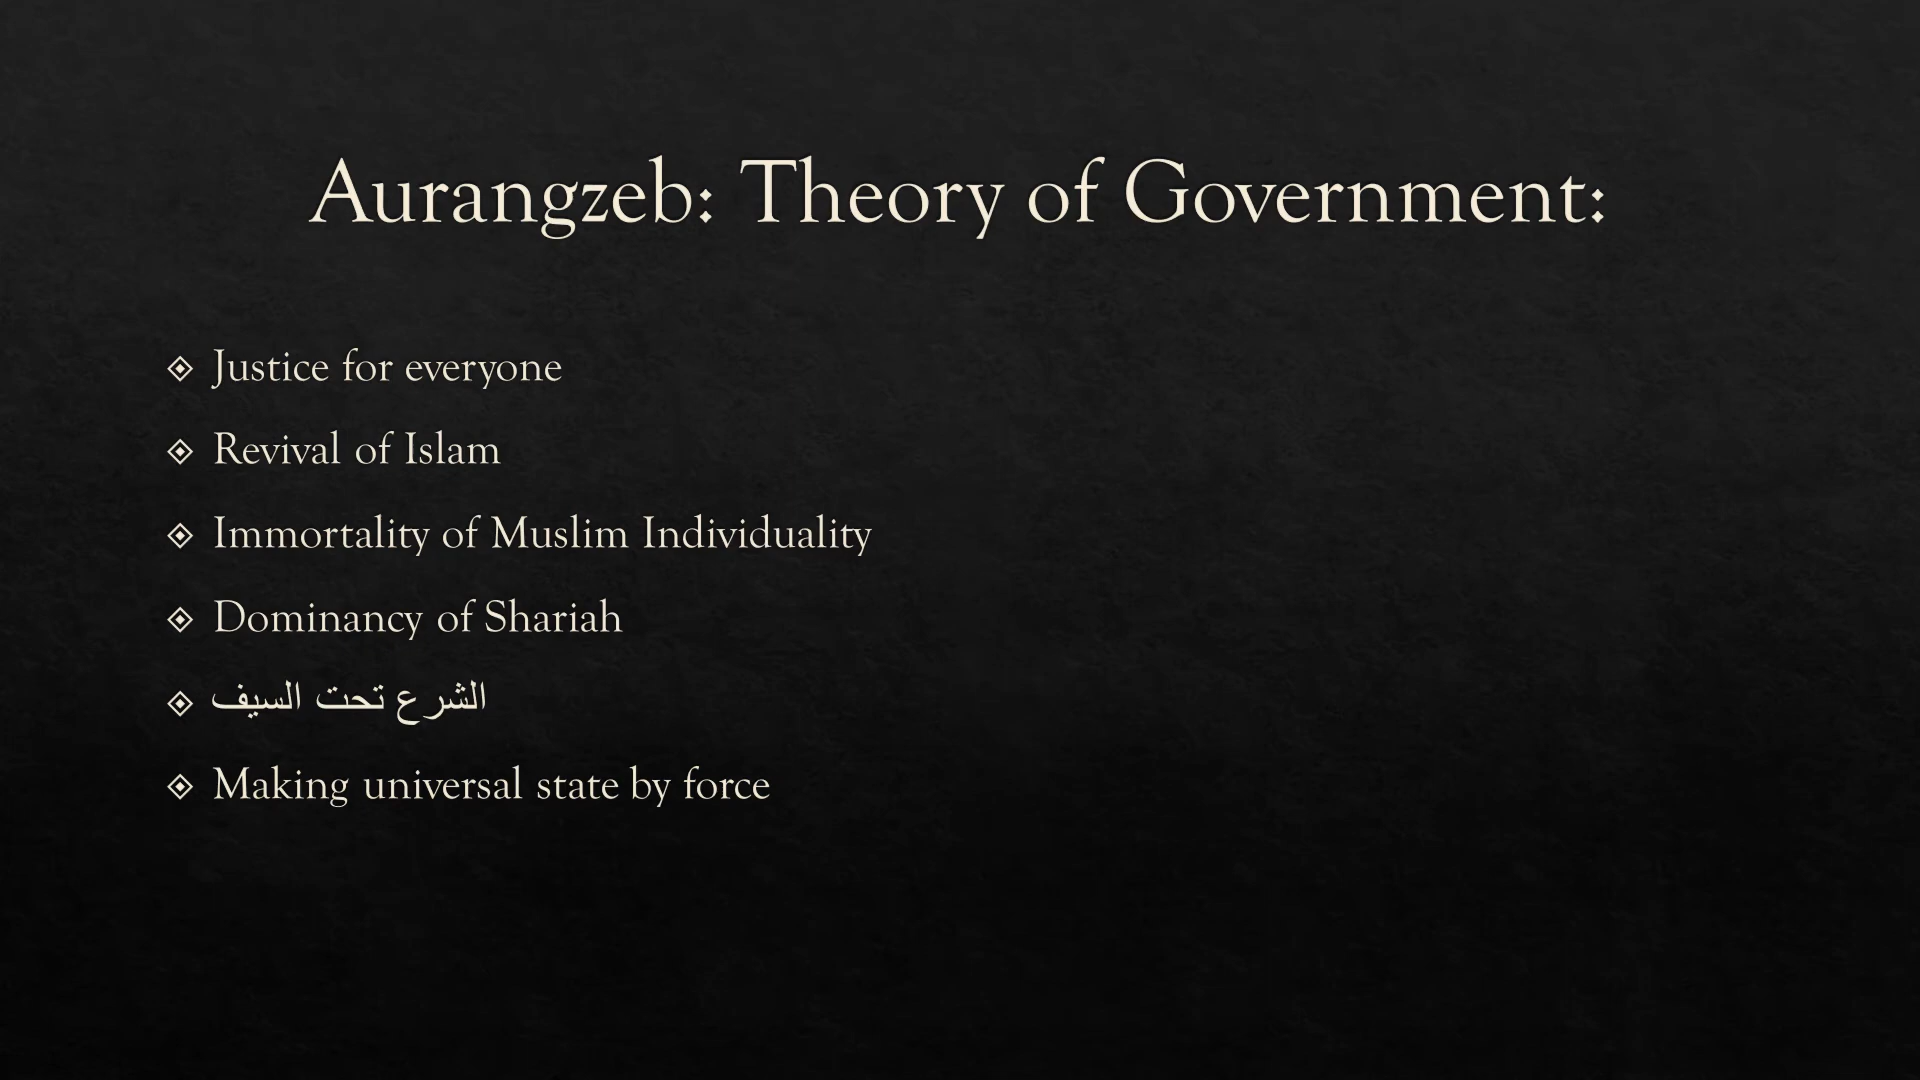 Aurangzeb: Theory of Government:
Justice for everyone
Revival of Islam
Immortality of Muslim Individuality
Dominancy of Shariah
الشرع تحت السيف
Making universal state by force